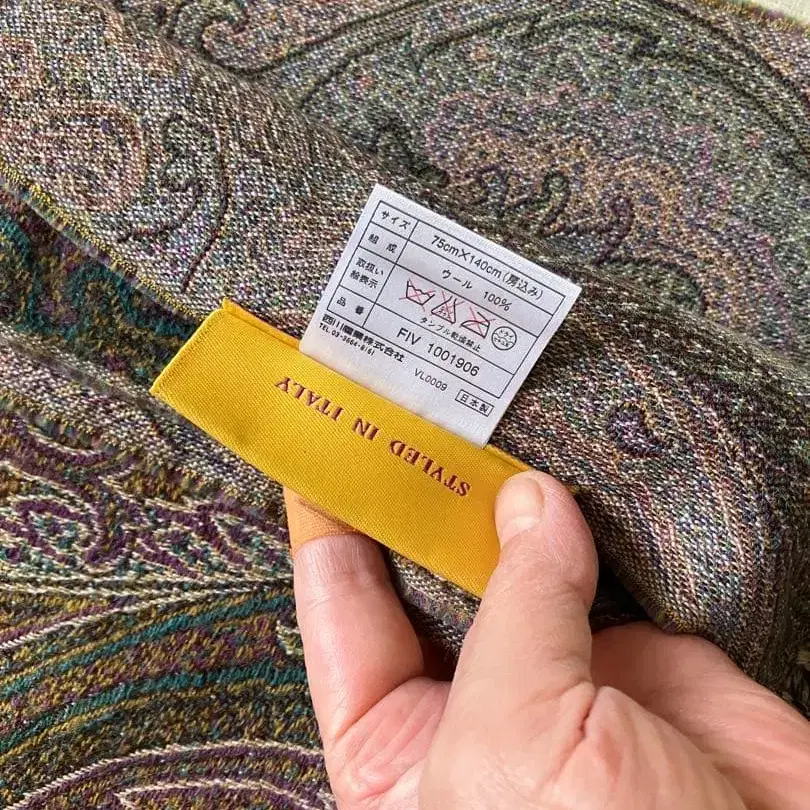 サイズ 75cm×140cm(房込み)
組成 ウール 100%
取扱い
絵表示
タンブル乾燥禁止
品番 FIV 1001906
西川産業株式会社
TEL. 03-3664-8161
VL0009 日本製
STYLED IN ITALY